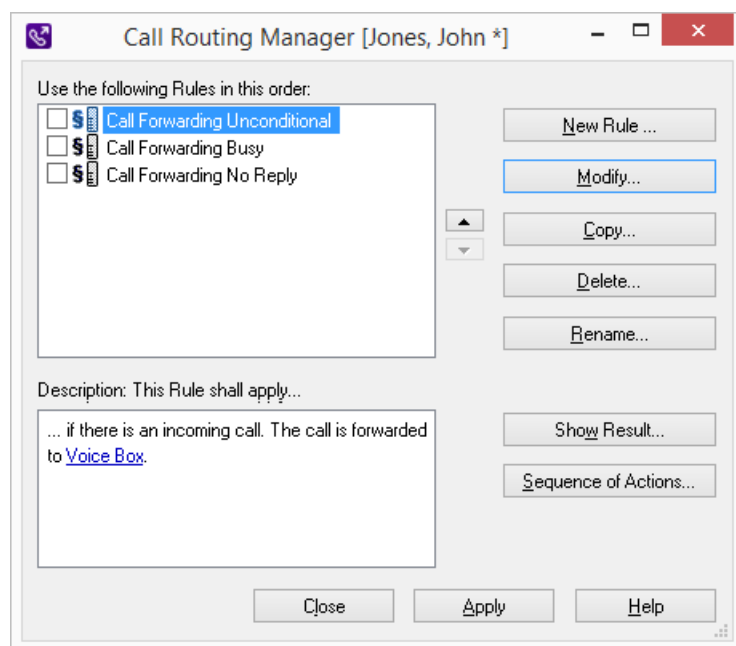 Call Routing Manager [Jones, John *]
Use the following Rules in this order:
§ Call Forwarding Unconditional
§ Call Forwarding Busy
§ Call Forwarding No Reply
New Rule ...
Modify...
Copy...
Delete...
Rename...
Description: This Rule shall apply...
... if there is an incoming call. The call is forwarded
to Voice Box.
Show Result...
Sequence of Actions...
Close
Apply
Help